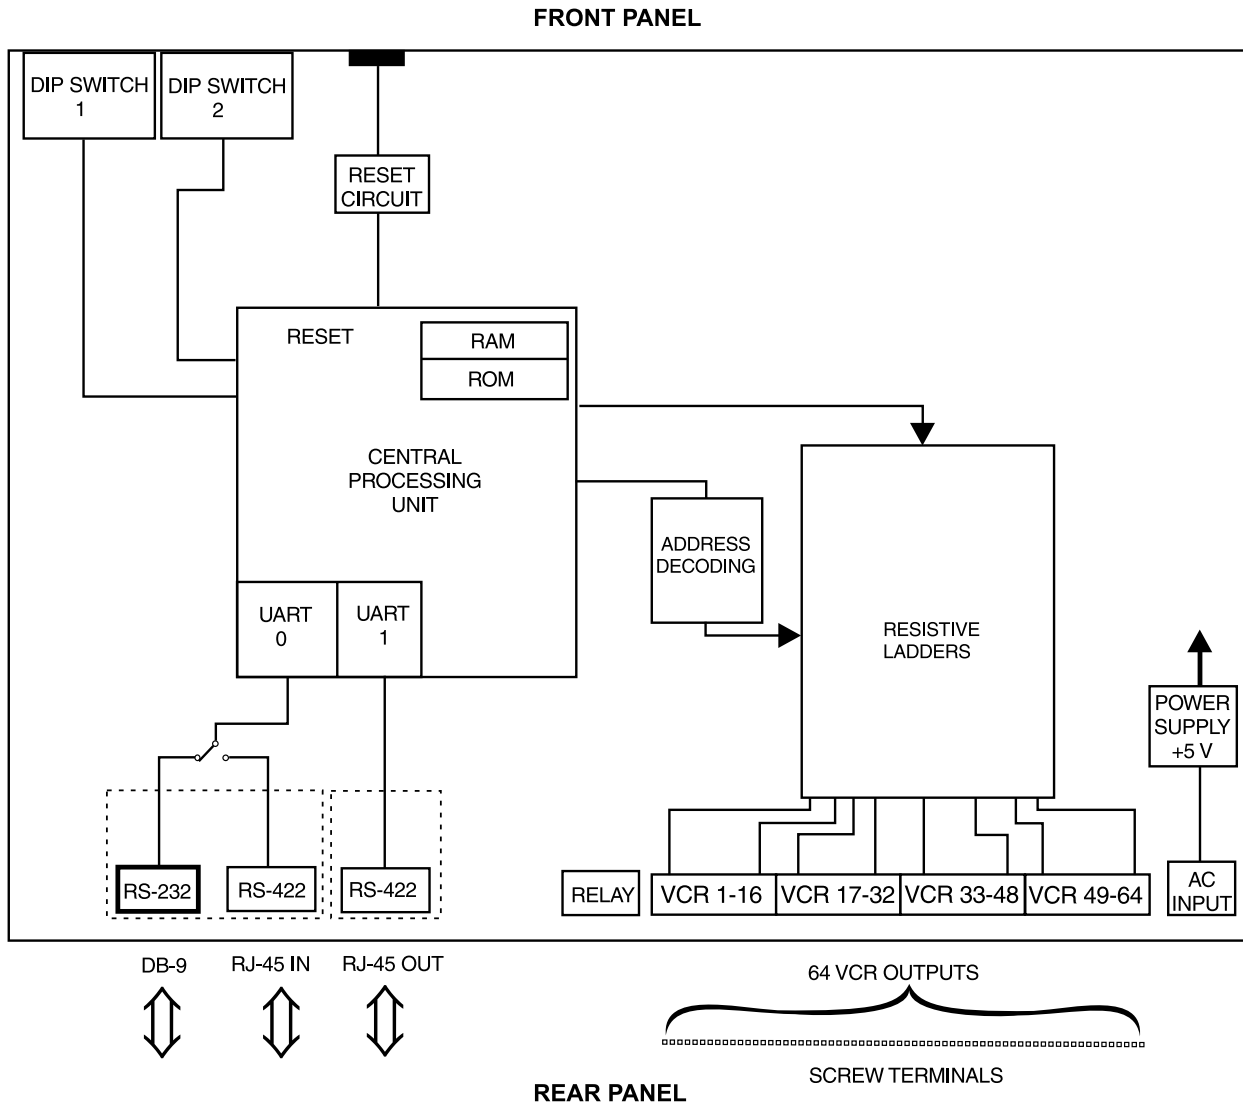 FRONT PANEL
DIP SWITCH
1
DIP SWITCH
2
RESET
CIRCUIT
RESET
RAM
ROM
CENTRAL
PROCESSING
UNIT
ADDRESS
DECODING
UART
0
UART
1
RESISTIVE
LADDERS
POWER
SUPPLY
+5 V
RS-232
RS-422
RS-422
RELAY
VCR 1-16
VCR 17-32
VCR 33-48
VCR 49-64
AC
INPUT
DB-9
RJ-45 IN
RJ-45 OUT
64 VCR OUTPUTS
SCREW TERMINALS
REAR PANEL